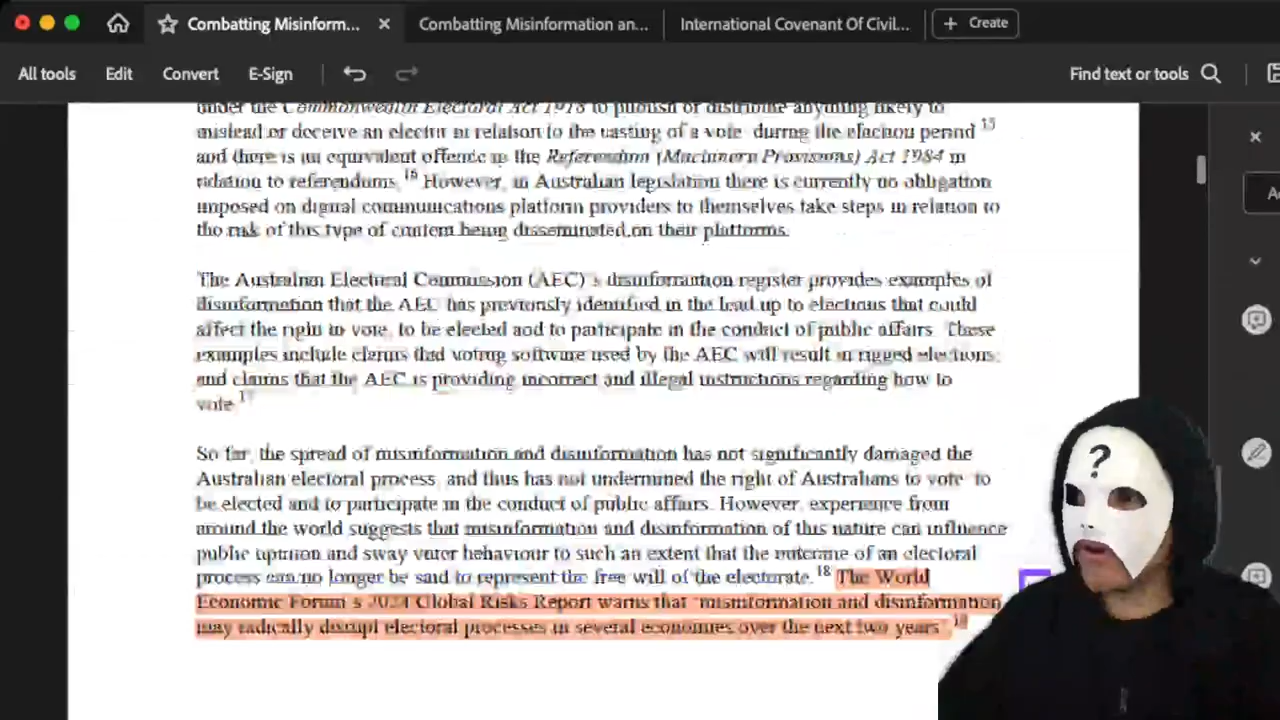 Combatting Misinform...
Combatting Misinformation an...
International Covenant Of Civil...
Create
All tools
Edit
Convert
E-Sign
Find text or tools
under the Commonwealth Electoral Act 1918 to publish or distribute anything likely to
mislead or deceive an elector in relation to the casting of a vote during the election period 15
and there is an equivalent offence in the Referendum (Machinery Provisions) Act 1984 in
relation to referendums. 16 However, in Australian legislation there is currently no obligation
imposed on digital communications platform providers to themselves take steps in relation to
the risk of this type of content being disseminated on their platforms.
The Australian Electoral Commission (AEC)'s disinformation register provides examples of
disinformation that the AEC has previously identified in the lead up to elections that could
affect the right to vote, to be elected and to participate in the conduct of public affairs. These
examples include claims that voting software used by the AEC will result in rigged elections,
and claims that the AEC is providing incorrect and illegal instructions regarding how to
vote 17
So far, the spread of misinformation and disinformation has not significantly damaged the
Australian electoral process, and thus has not undermined the right of Australians to vote, to
be elected and to participate in the conduct of public affairs. However, experience from
around the world suggests that misinformation and disinformation of this nature can influence
public opinion and sway voter behaviour to such an extent that the outcome of an electoral
process can no longer be said to represent the free will of the electorate. 18 The World
Economic Forum's 2024 Global Risks Report warns that "misinformation and disinformation
may radically disrupt electoral processes in several economies over the next two years".
?